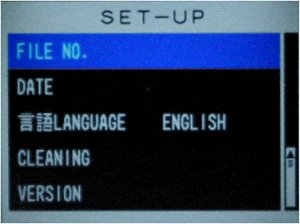 SET-UP
FILE NO.
DATE
言語LANGUAGE ENGLISH
CLEANING
VERSION